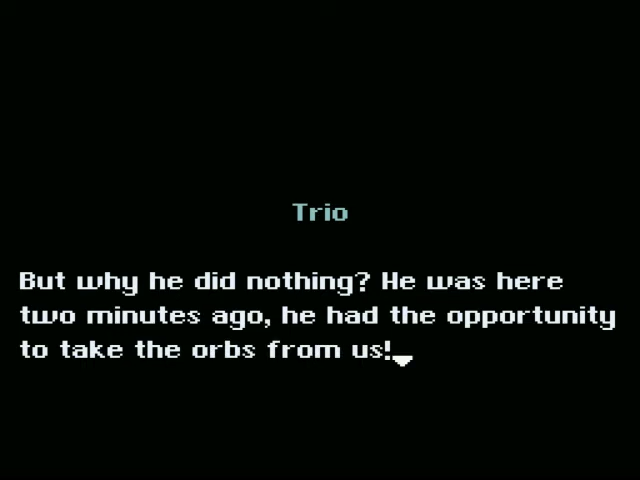 Trio
But why he did nothing? He was here
two minutes ago, he had the opportunity
to take the orbs from us!